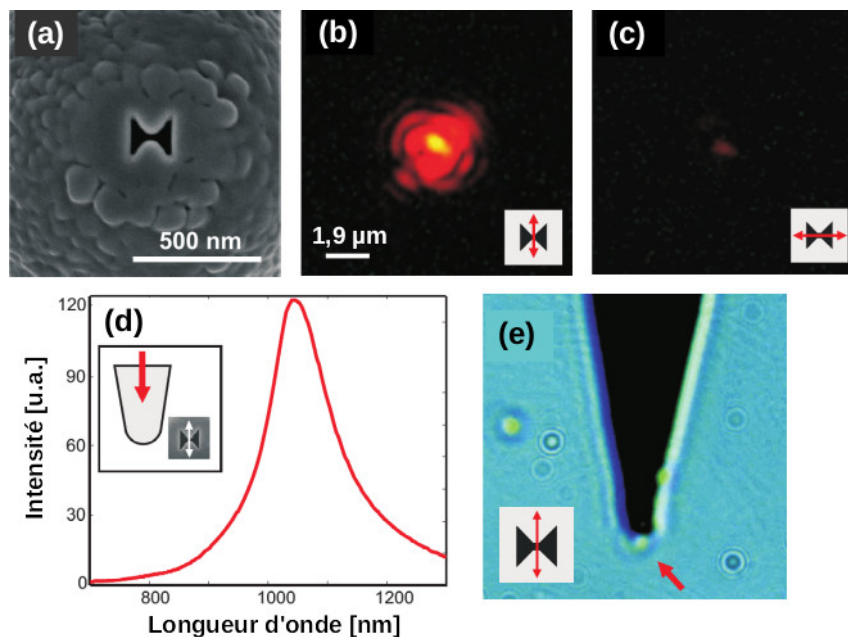 (a)
500 nm
(b)
1,9 µm
(c)
(d)
120
90
60
30
0
Intensité [u.a.]
800
1000
1200
Longueur d'onde [nm]
(e)